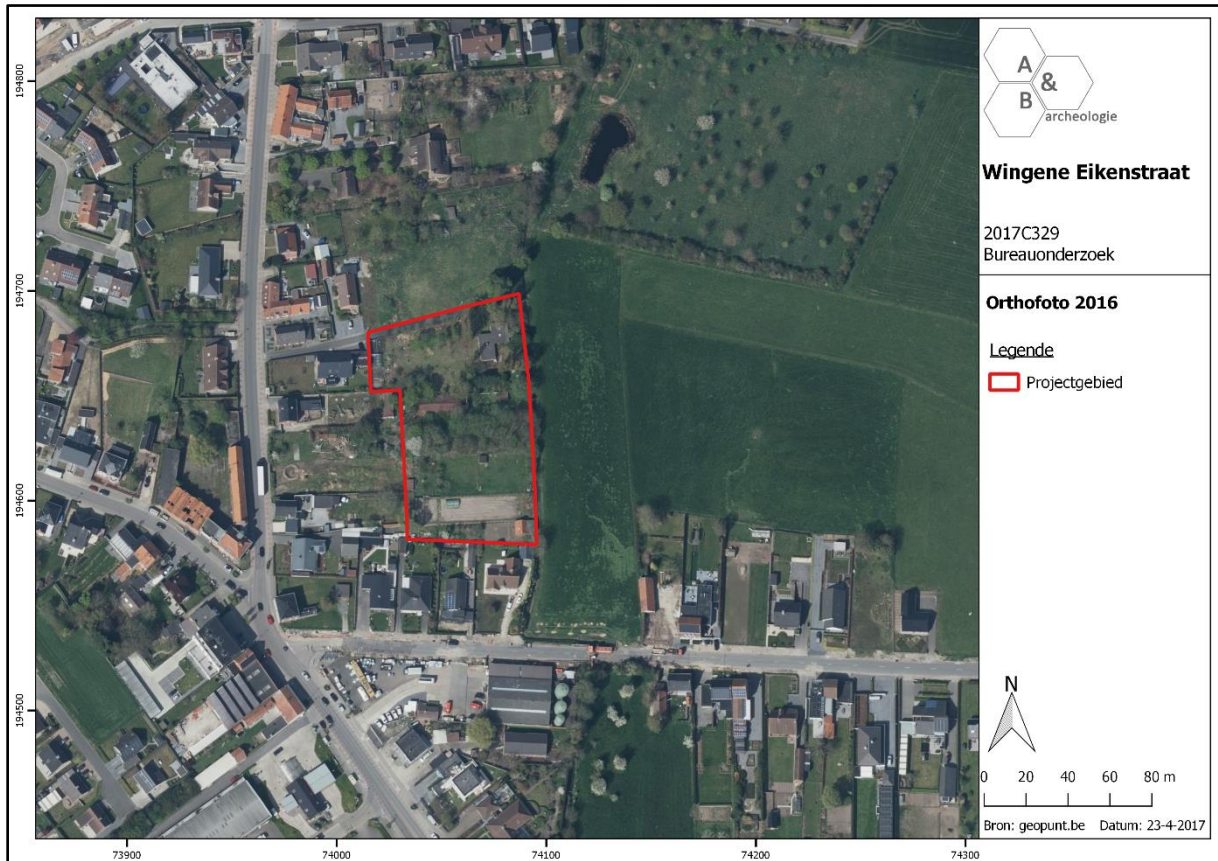 A
&
B
archeologie
Wingene Eikenstraat
2017C329
Bureauonderzoek
Orthofoto 2016
Legende
Projectgebied
N
0 20 40 60 80 m
Bron: geopunt.be Datum: 23-4-2017
194800
194700
194600
194500
73900 74000 74100 74200 74300